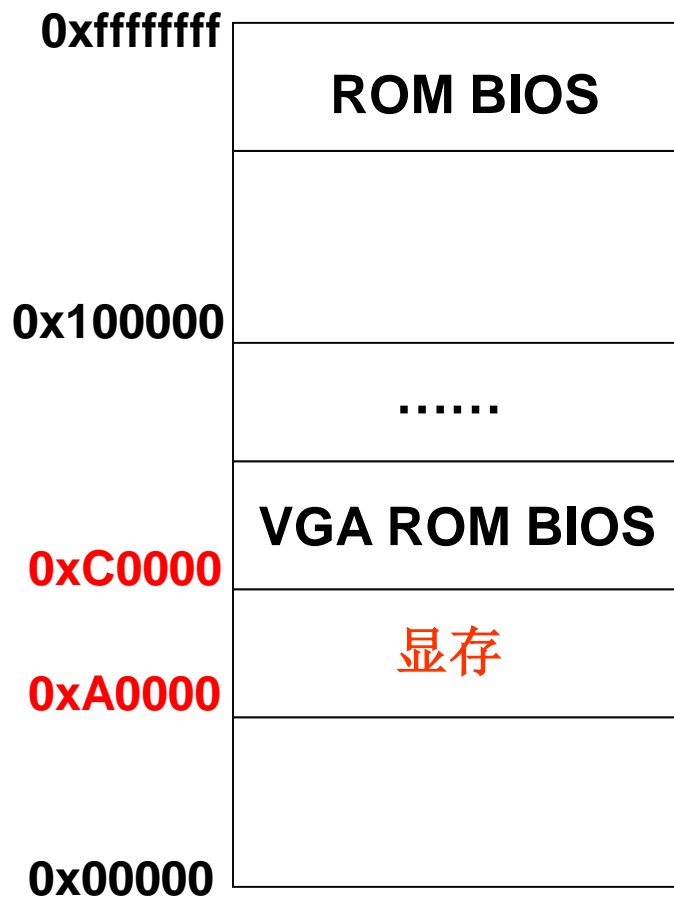 0xffffffff
ROM BIOS
0x100000
……
VGA ROM BIOS
0xC0000
显存
0xA0000
0x00000